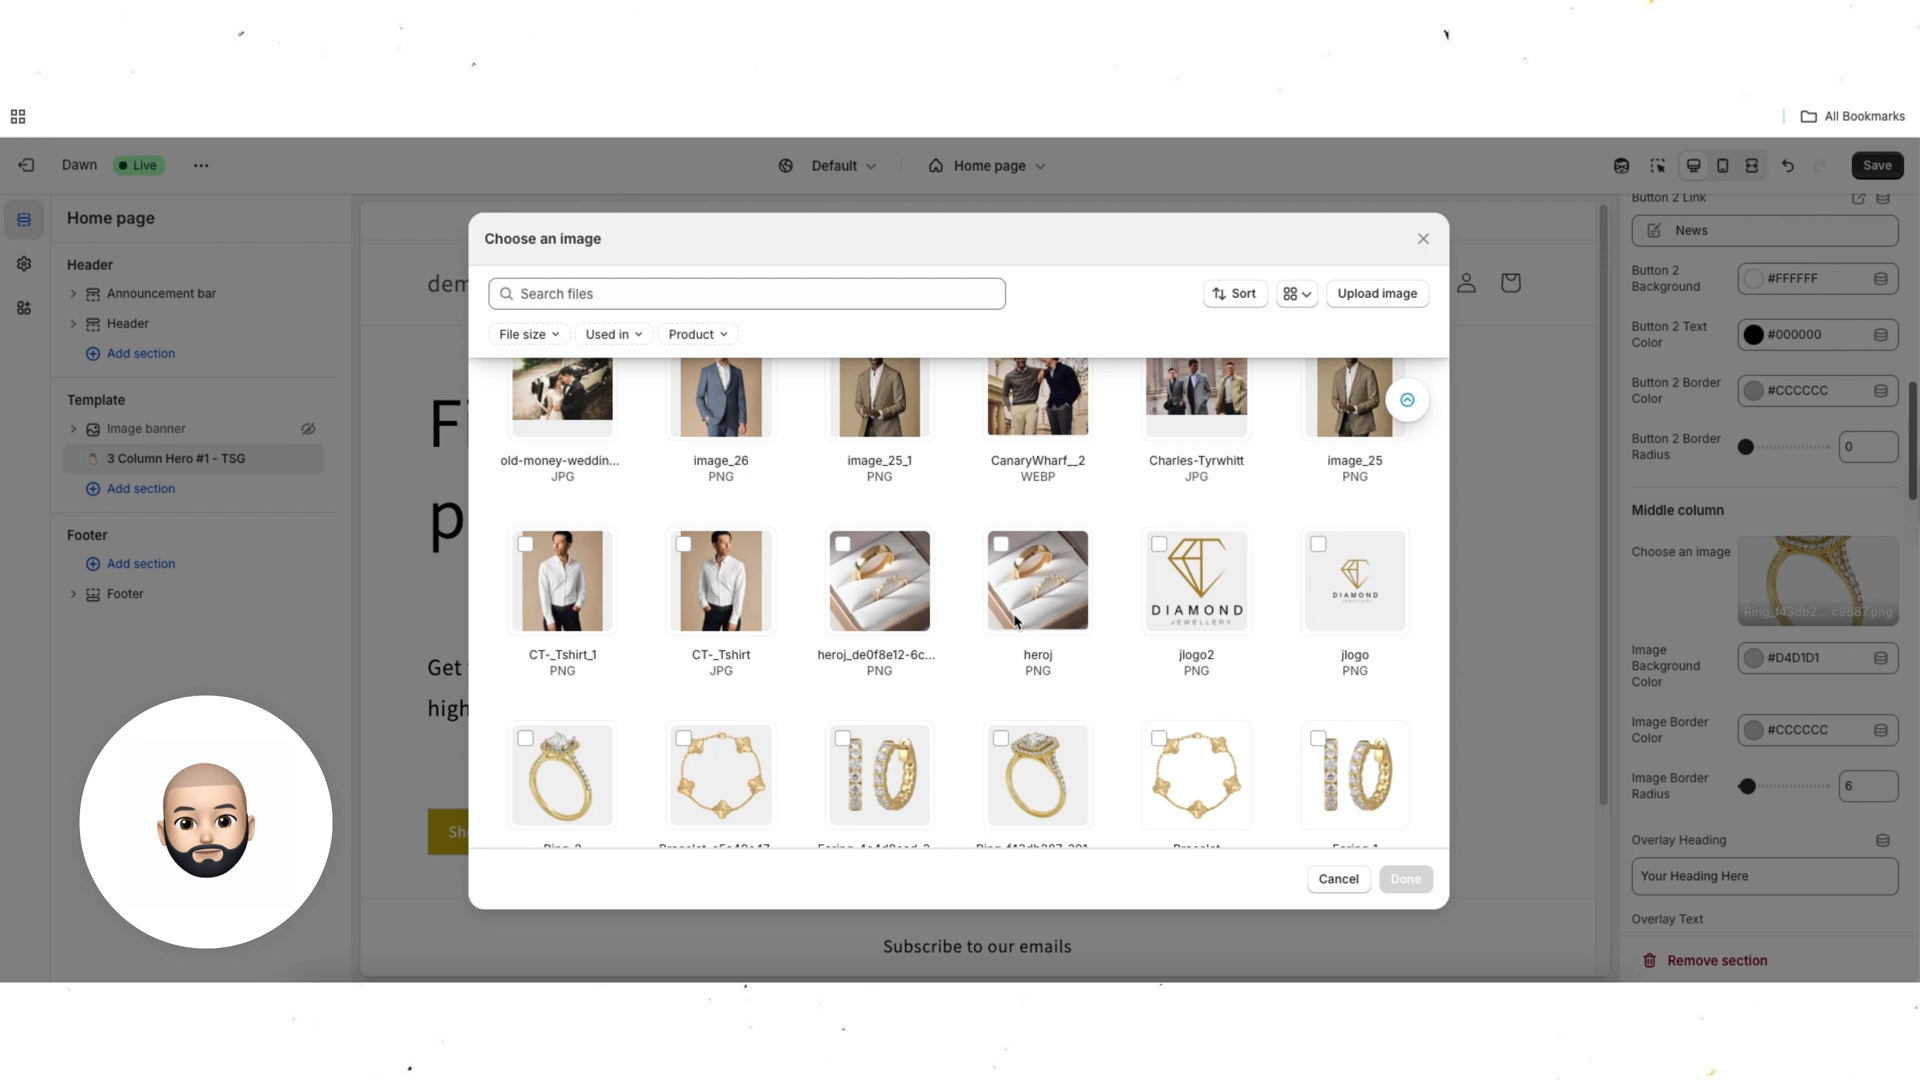 All Bookmarks
Dawn
Live
Default
Home page
Save
Home page
Header
Announcement bar
Header
Add section
Template
Image banner
3 Column Hero #1 - TSG
Add section
Footer
Add section
Footer
dem
Get
high
Subscribe to our emails
Choose an image
Search files
Sort
Upload image
File size
Used in
Product
old-money-weddin...
JPG
image_26
PNG
image_25_1
PNG
CanaryWharf__2
WEBP
Charles-Tyrwhitt
JPG
image_25
PNG
CT-_Tshirt_1
PNG
CT-_Tshirt
JPG
heroj_de0f8e12-6c...
PNG
heroj
PNG
DIAMOND
JEWELLERY
jlogo2
PNG
DIAMOND
jlogo
PNG
Cancel
Done
Button 2 Link
News
Button 2
Background
#FFFFFF
Button 2 Text
Color
#000000
Button 2 Border
Color
#CCCCCC
Button 2 Border
Radius
0
Middle column
Choose an image
Ring_f43db2... c9687.png
Image
Background
Color
#D4D1D1
Image Border
Color
#CCCCCC
Image Border
Radius
6
Overlay Heading
Your Heading Here
Overlay Text
Remove section